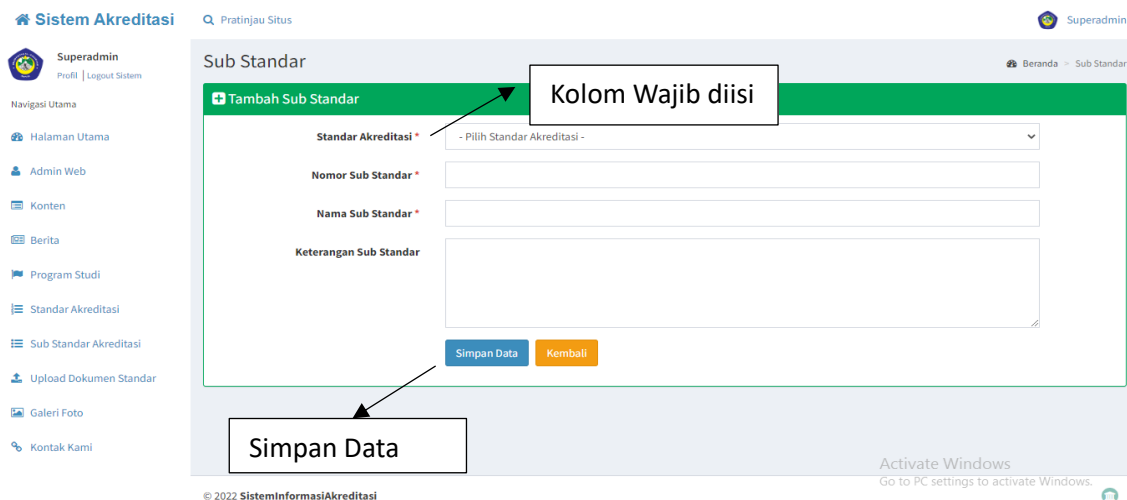 Sistem Akreditasi
Pratinjau Situs
Superadmin
Superadmin
Profil | Logout Sistem
Navigasi Utama
Halaman Utama
Admin Web
Konten
Berita
Program Studi
Standar Akreditasi
Sub Standar Akreditasi
Upload Dokumen Standar
Galeri Foto
Kontak Kami
Sub Standar
Beranda > Sub Standar
Tambah Sub Standar
Kolom Wajib diisi
Standar Akreditasi *
- Pilih Standar Akreditasi -
Nomor Sub Standar *
Nama Sub Standar *
Keterangan Sub Standar
Simpan Data
Kembali
Simpan Data
Activate Windows
Go to PC settings to activate Windows.
© 2022 SistemInformasiAkreditasi